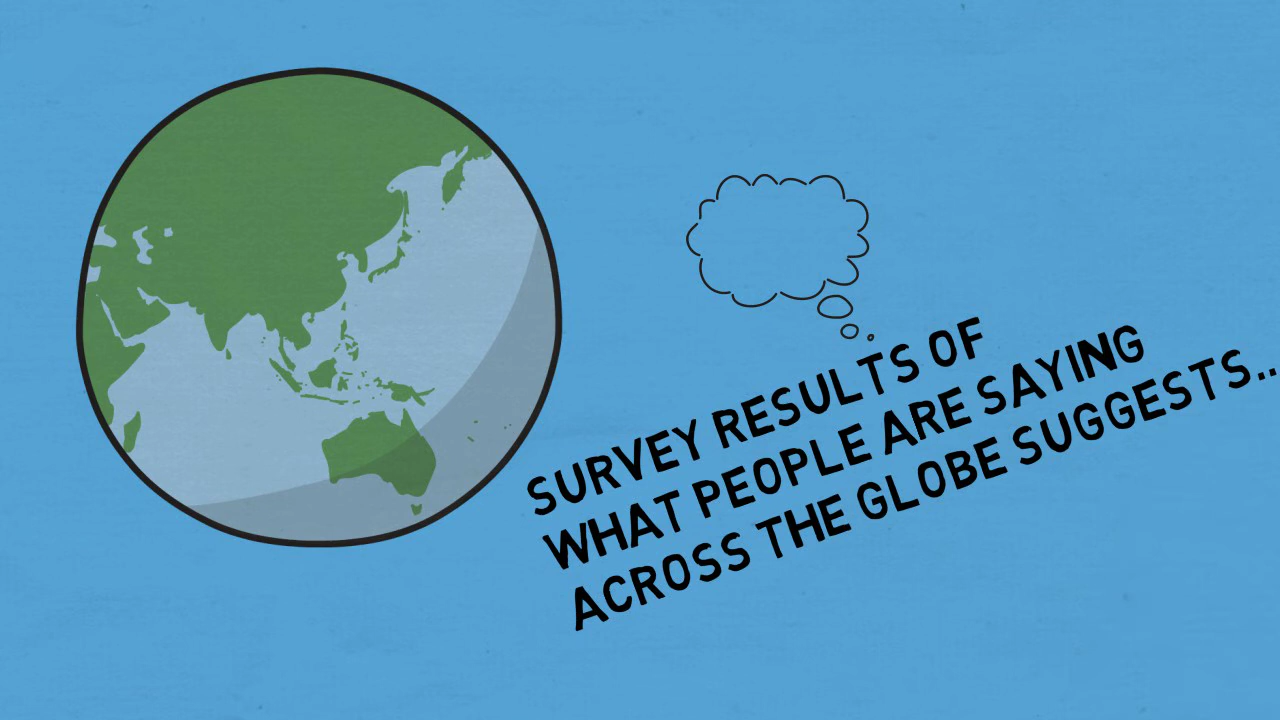 SURVEY RESULTS OF
WHAT PEOPLE ARE SAYING
ACROSS THE GLOBE SUGGESTS..